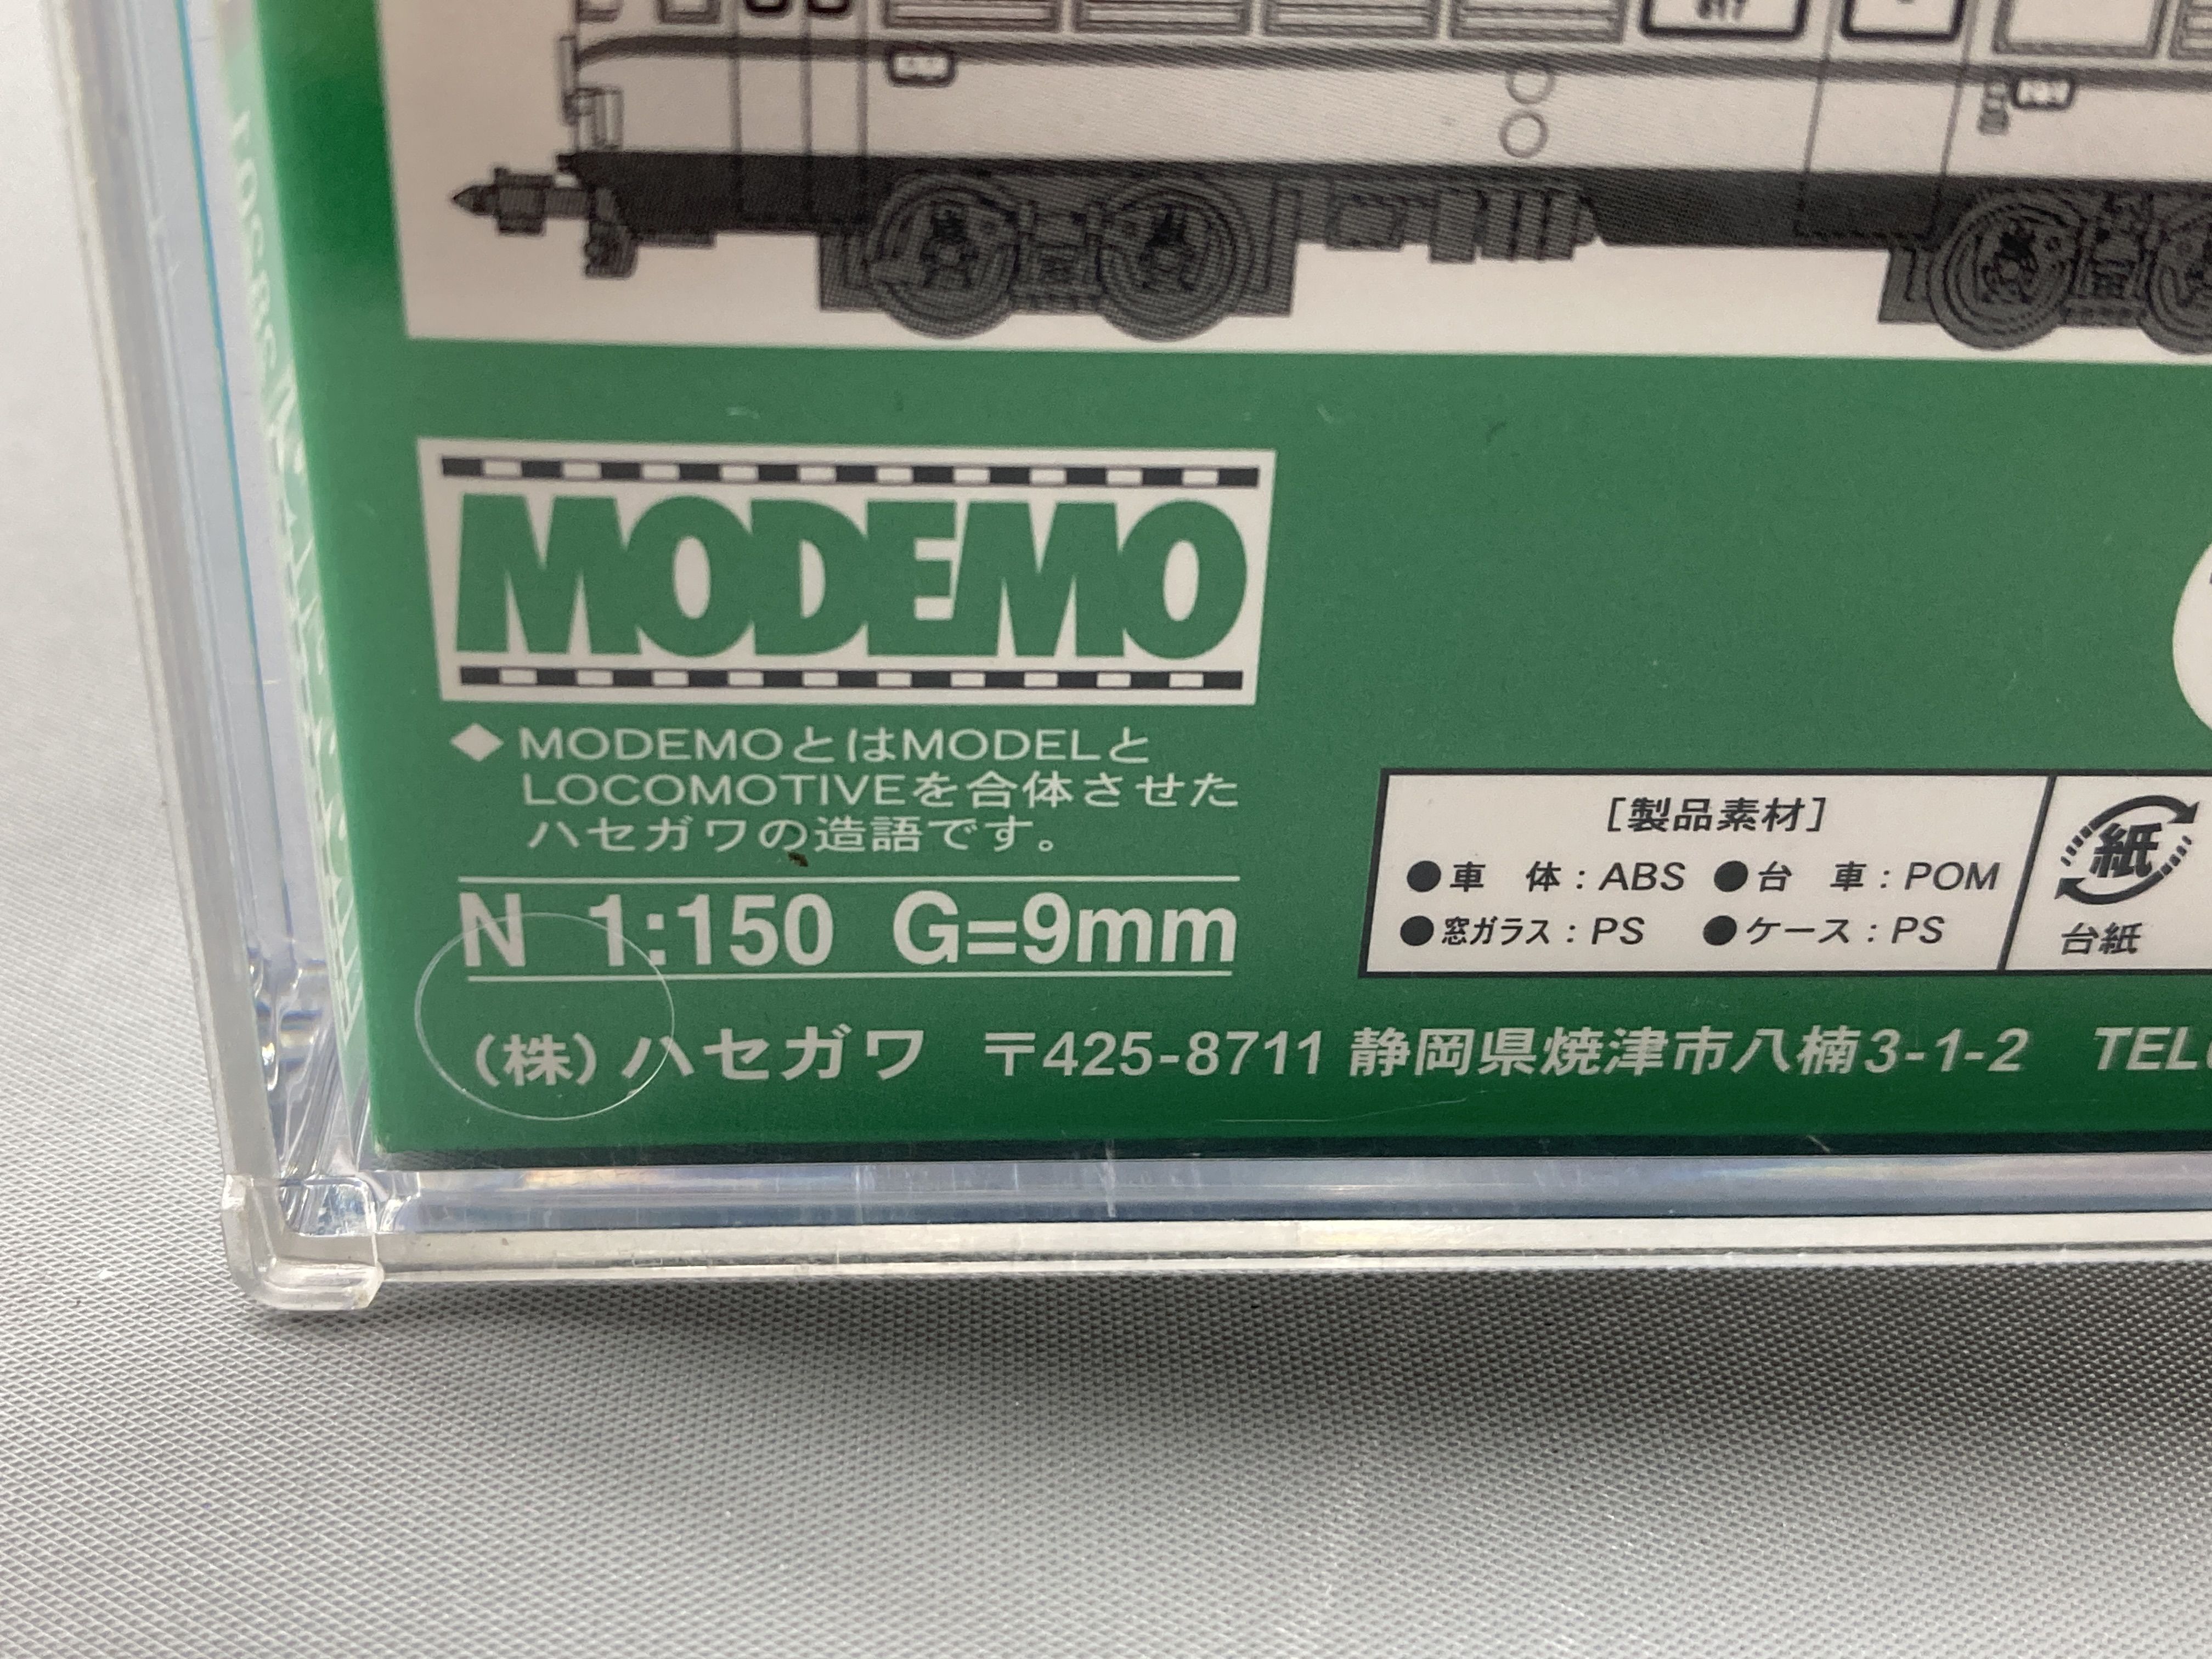 MODEMO
◆MODEMOとはMODELと
LOCOMOTIVEを合体させた
ハセガワの造語です。
N 1:150 G=9mm
[製品素材]
●車 体：ABS ●台 車：POM
●窓ガラス：PS ●ケース：PS
紙
台紙
（株）ハセガワ 〒425-8711 静岡県焼津市八楠3-1-2 TEL